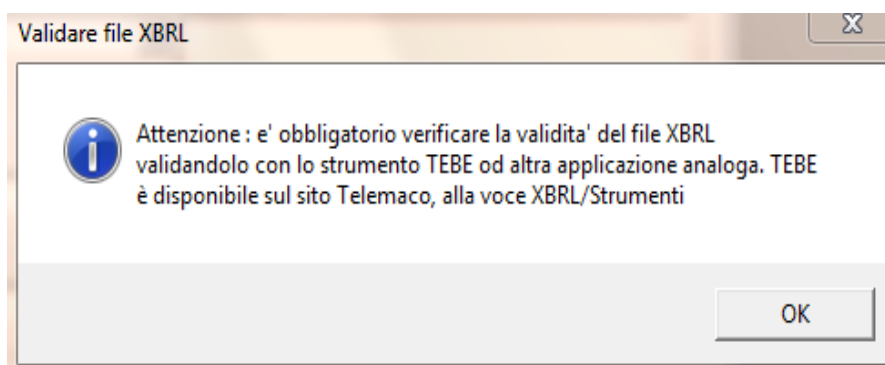 Validare file XBRL
Attenzione : e' obbligatorio verificare la validita' del file XBRL
validandolo con lo strumento TEBE od altra applicazione analoga. TEBE
è disponibile sul sito Telemaco, alla voce XBRL/Strumenti
OK